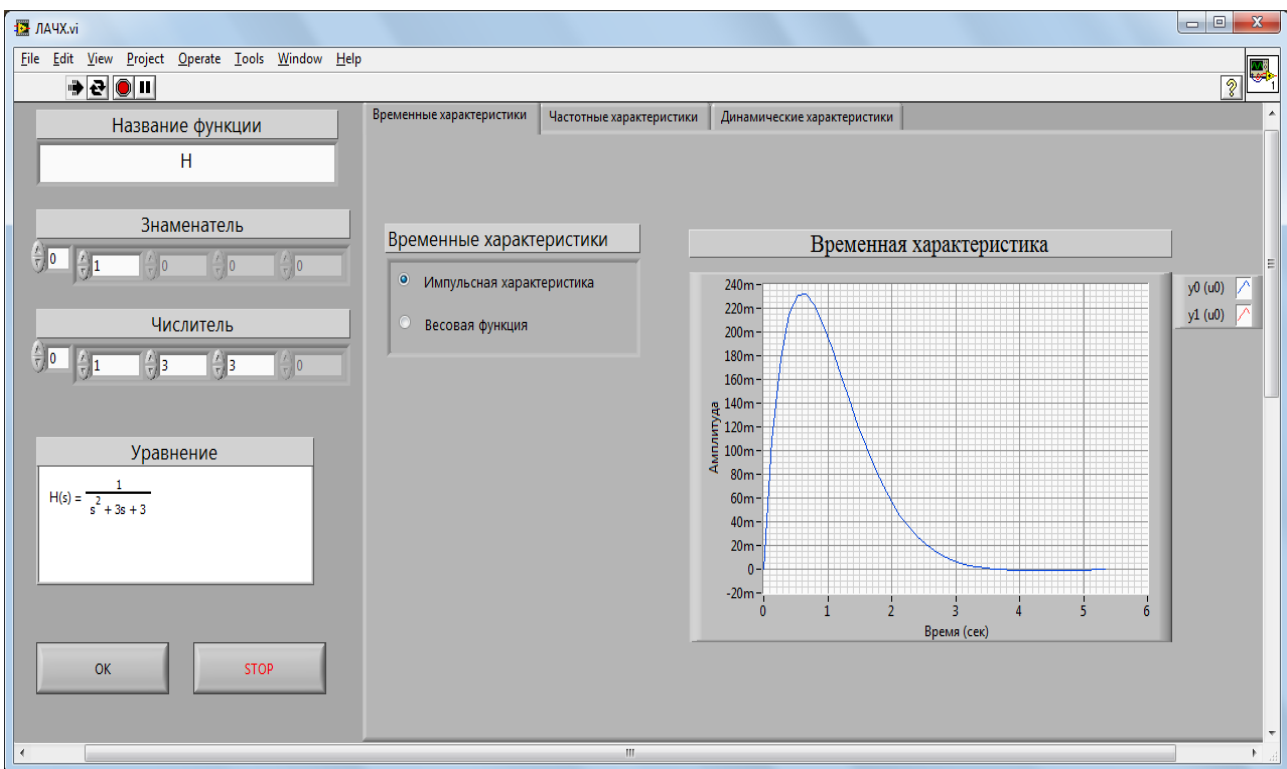 ЛАЧХ.vi
File Edit View Project Operate Tools Window Help
1
Название функции
H
Знаменатель
0 1 0 0 0
Числитель
0 1 3 3 0
Уравнение
H(s) = 1
s2 + 3s + 3
OK STOP
Временные характеристики Частотные характеристики Динамические характеристики
Временные характеристики
Импульсная характеристика
Весовая функция
Временная характеристика
y0 (u0)
y1 (u0)
Амплитуда
240m
220m
200m
180m
160m
140m
120m
100m
80m
60m
40m
20m
0
-20m
0 1 2 3 4 5 6
Время (сек)